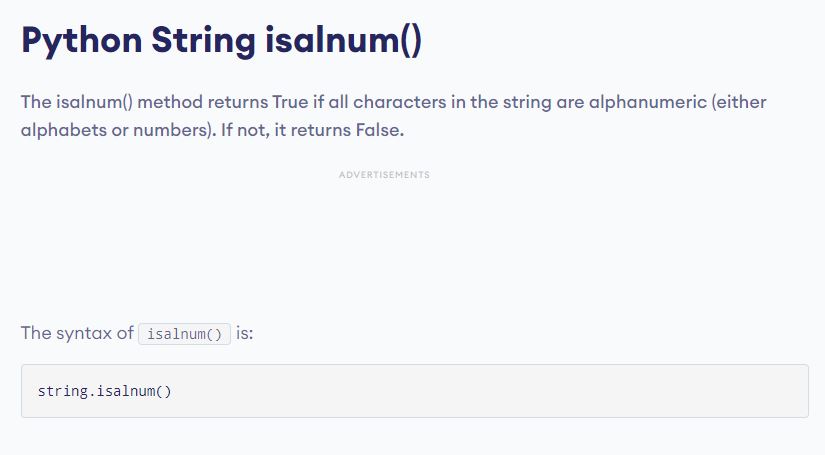 Python String isalnum()
The isalnum() method returns True if all characters in the string are alphanumeric (either
alphabets or numbers). If not, it returns False.
ADVERTISEMENTS
The syntax of isalnum() is:
string.isalnum()